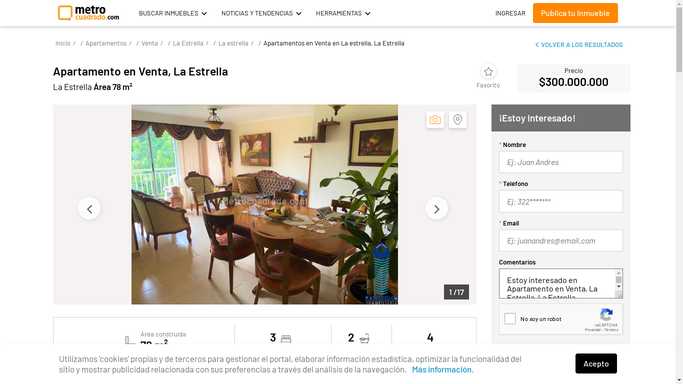 metro
cuadrado.com
BUSCAR INMUEBLES
NOTICIAS Y TENDENCIAS
HERRAMIENTAS
INGRESAR
Publica tu Inmueble
Inicio / / Apartamentos / / Venta / / La Estrella / / La estrella / / Apartamentos en Venta en La estrella, La Estrella
VOLVER A LOS RESULTADOS
Apartamento en Venta, La Estrella
La Estrella Área 78 m²
Favorito
Precio
$300.000.000
metrocuadrado.com
1 /17
¡Estoy Interesado!
* Nombre
Ej: Juan Andres
* Telefono
Ej: 322*******
* Email
Ej: juanandres@email.com
Comentarios
Estoy interesado en
Apartamento en Venta, La
Estrella, La Estrella
No soy un robot
reCAPTCHA
Privacidad - Términos
Área construida
78 m²
3
2
4
Utilizamos 'cookies' propias y de terceros para gestionar el portal, elaborar información estadística, optimizar la funcionalidad del
sitio y mostrar publicidad relacionada con sus preferencias a través del análisis de la navegación. Más información.
Acepto